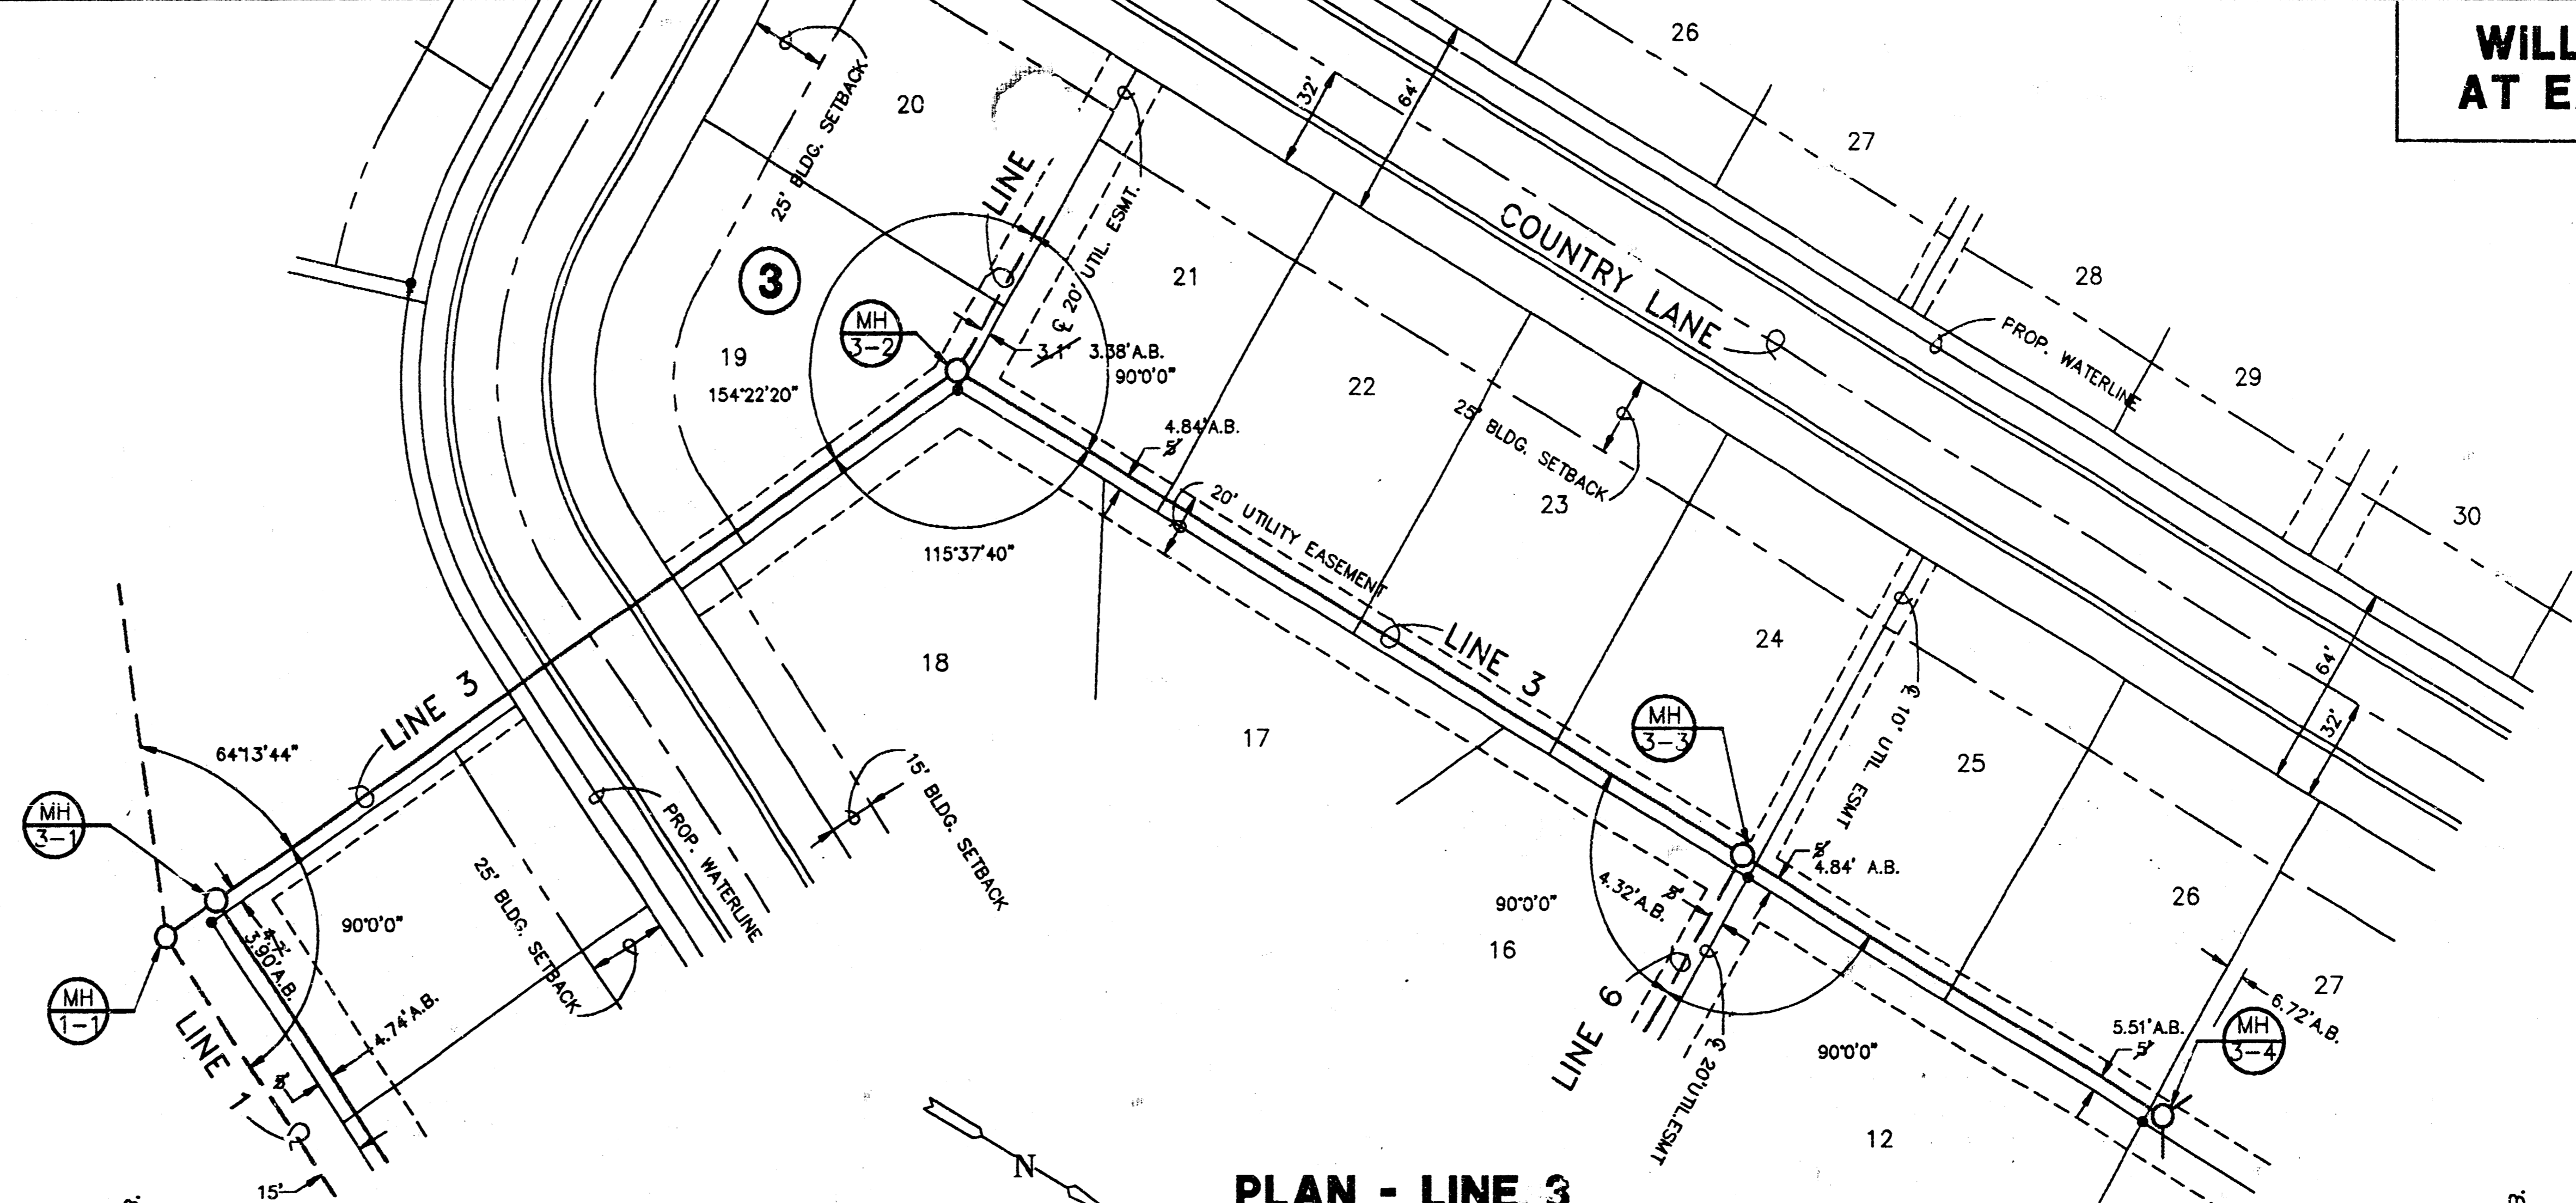 WILL
AT E
26
27
28
29
30
32'
64'
COUNTRY LANE
PROP. WATERLINE
25' BLDG. SETBACK
20
LINE
℄ 20' UTIL. ESMT.
21
3
MH
3-2
19
154°22'20"
3.1' 3.38'A.B.
90°0'0"
4.84'A.B.
5'
115°37'40"
22
25' BLDG. SETBACK
23
20' UTILITY EASEMENT
LINE 3
24
MH
3-3
℄ 10' UTIL. ESMT
25
64'
32'
18
17
15' BLDG. SETBACK
LINE 3
64°13'44"
MH
3-1
90°0'0"
4.7'
3.90'A.B.
25' BLDG. SETBACK
PROP. WATERLINE
MH
1-1
LINE 1
4.74'A.B.
5'
15'
5'
4.84' A.B.
5'
4.32'A.B.
90°0'0"
16
LINE 6
℄ 20'UTIL.ESMT
90°0'0"
26
27
6.72'A.B.
5.51'A.B.
5'
MH
3-4
12
N
PLAN - LINE 3